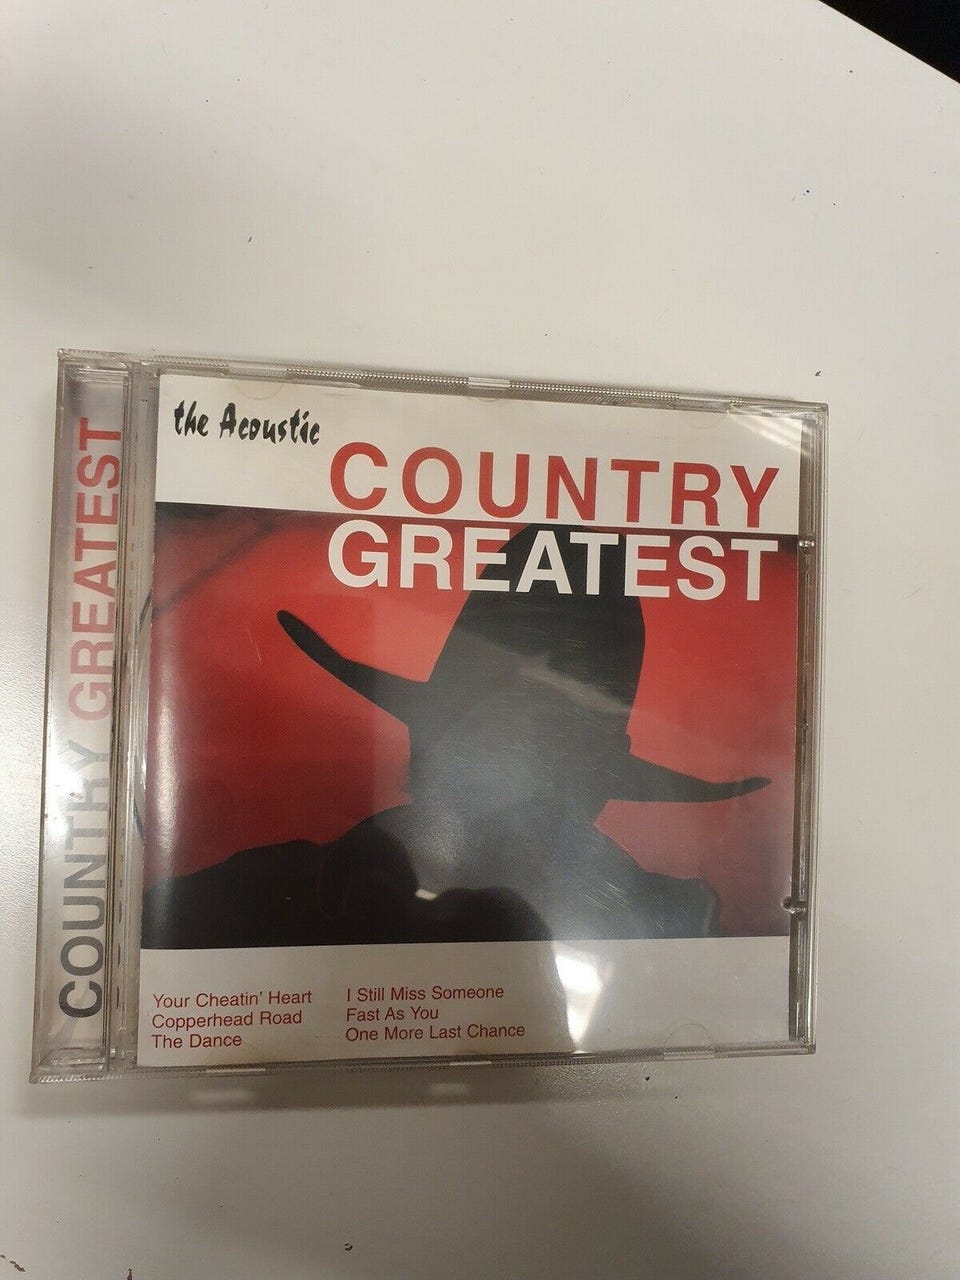 the Acoustic
COUNTRY
GREATEST
COUNTRY GREATEST
Your Cheatin' Heart
Copperhead Road
The Dance
I Still Miss Someone
Fast As You
One More Last Chance